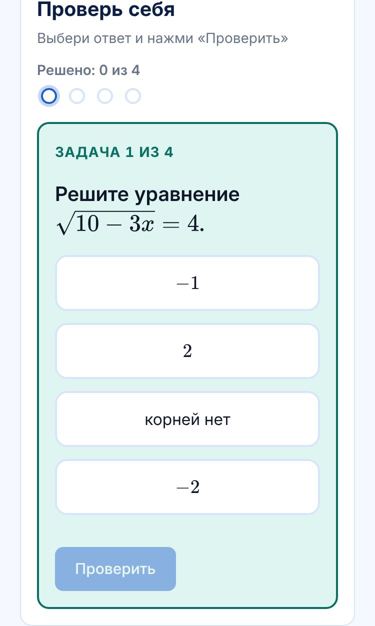 Проверь себя
Выбери ответ и нажми «Проверить»
Решено: 0 из 4
ЗАДАЧА 1 ИЗ 4
Решите уравнение
√(10 − 3x) = 4.
−1
2
корней нет
−2
Проверить